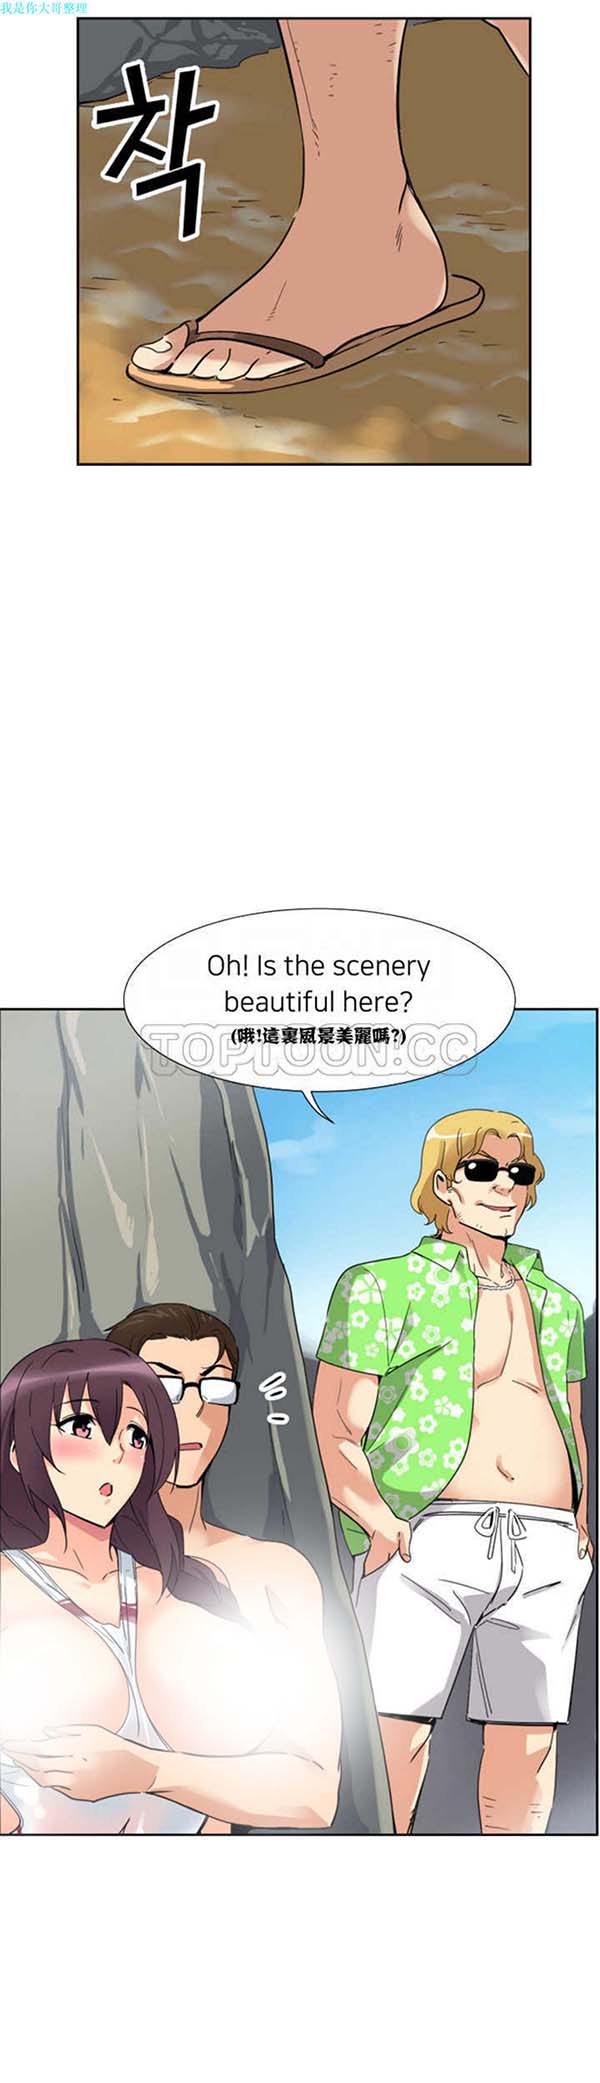 我是你大哥整理
착
Oh! Is the scenery
beautiful here?
(哦!這裏風景美麗嗎?)
TOPTOON.CC